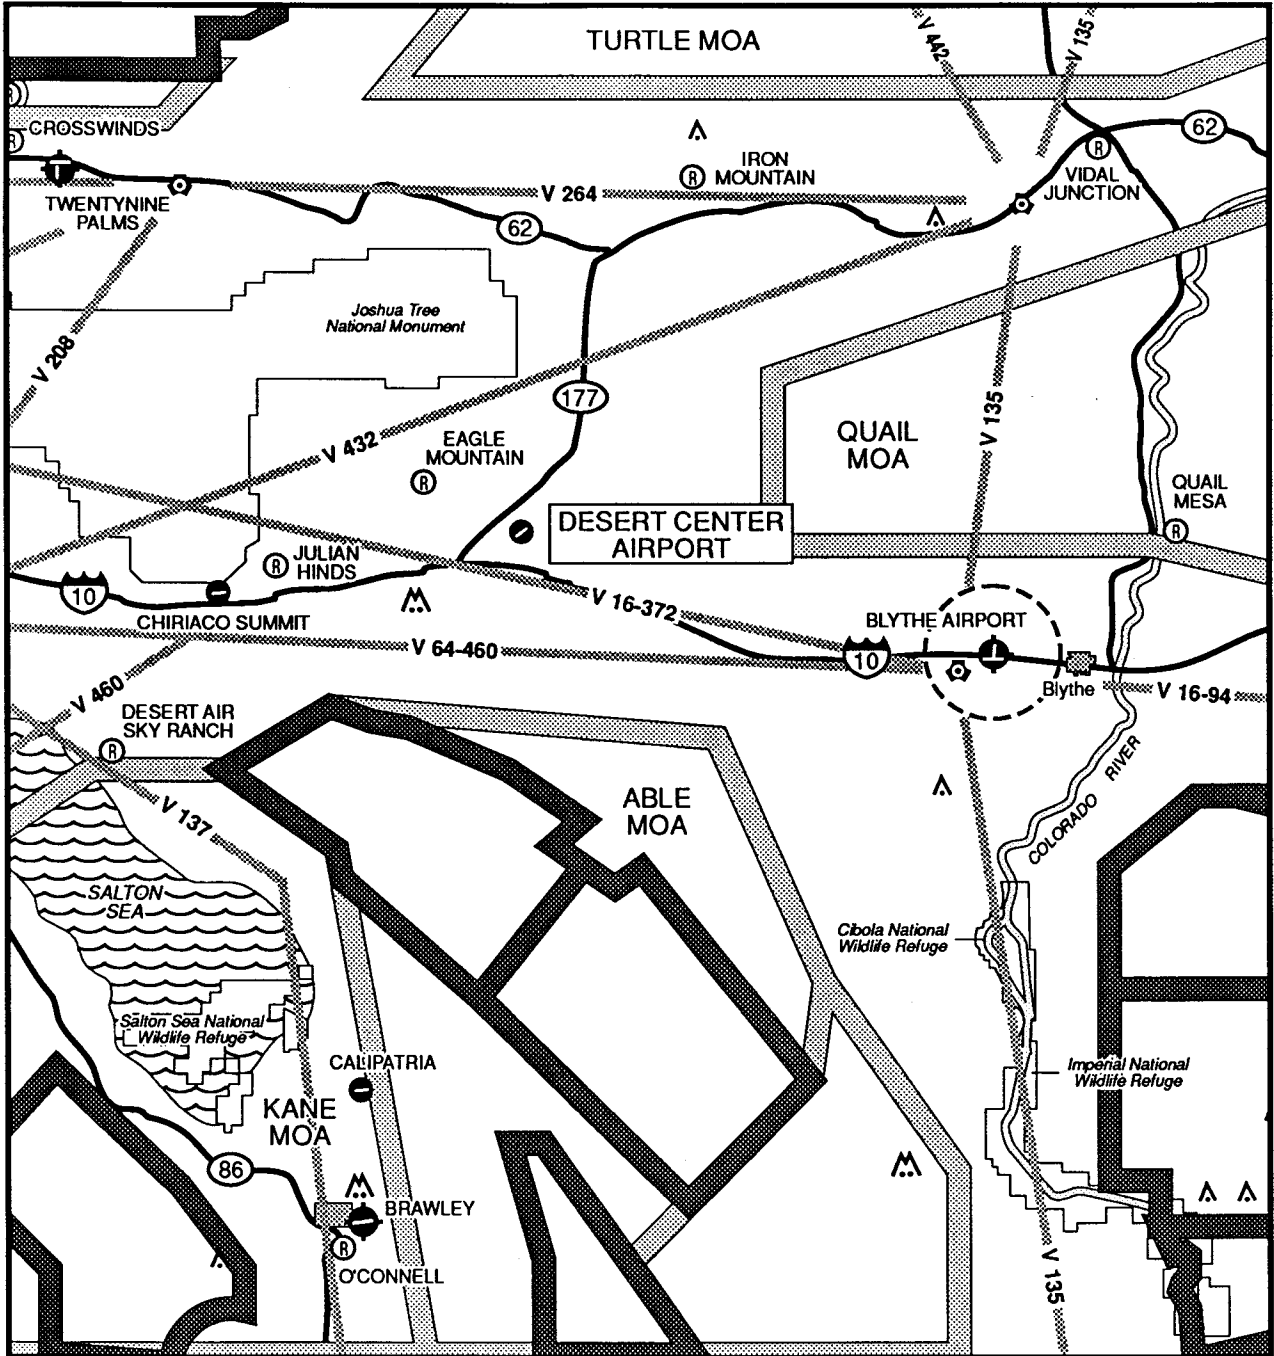 TURTLE MOA
V 442
V 135
R
CROSSWINDS
R
62
IRON
MOUNTAIN
R
R
VIDAL
JUNCTION
TWENTYNINE
PALMS
V 264
62
Joshua Tree
National Monument
V 208
177
V 135
V 432
EAGLE
MOUNTAIN
R
QUAIL
MOA
QUAIL
MESA
R
DESERT CENTER
AIRPORT
JULIAN
HINDS
R
10
CHIRIACO SUMMIT
V 16-372
BLYTHE AIRPORT
V 64-460
10
Blythe
V 16-94
V 460
DESERT AIR
SKY RANCH
R
COLORADO RIVER
V 137
ABLE
MOA
SALTON
SEA
Cibola National
Wildlife Refuge
Salton Sea National
Wildlife Refuge
CALIPATRIA
Imperial National
Wildlife Refuge
KANE
MOA
86
BRAWLEY
R
O'CONNELL
V 135